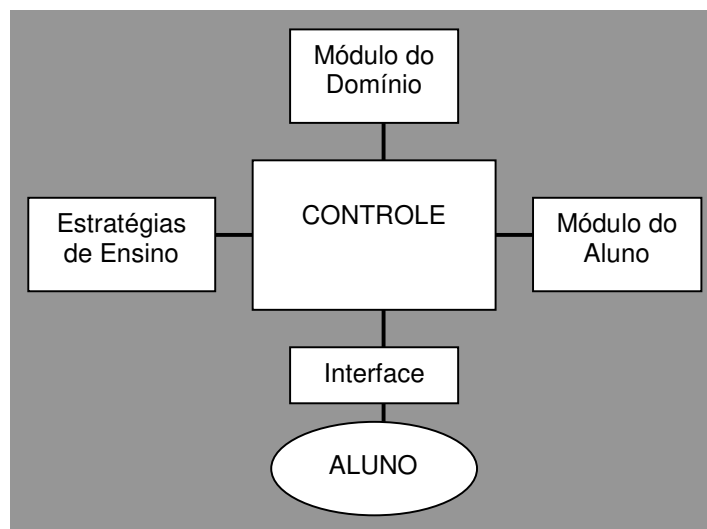 Módulo do
Domínio
Estratégias
de Ensino
CONTROLE
Módulo do
Aluno
Interface
ALUNO